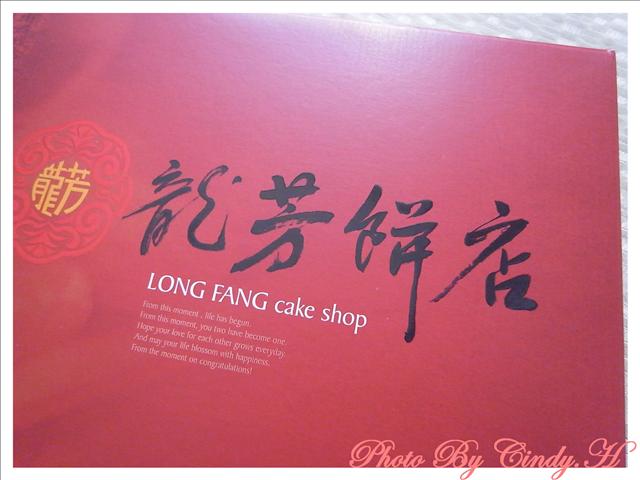 龍芳
龍芳餅店
LONG FANG cake shop
From this moment , life has begun.
From this moment, you two have become one.
Hope your love for each other grows everyday.
And may your life blossom with happiness.
From the moment on congratulations!
Photo By Cindy.H